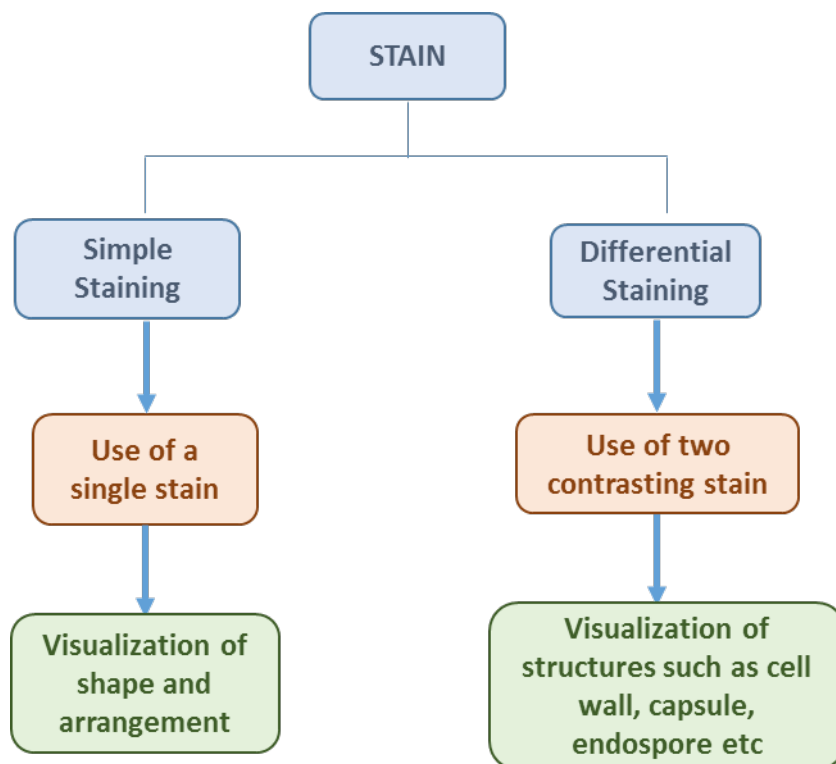 STAIN
Simple
Staining
Differential
Staining
Use of a
single stain
Use of two
contrasting stain
Visualization of
shape and
arrangement
Visualization of
structures such as cell
wall, capsule,
endospore etc